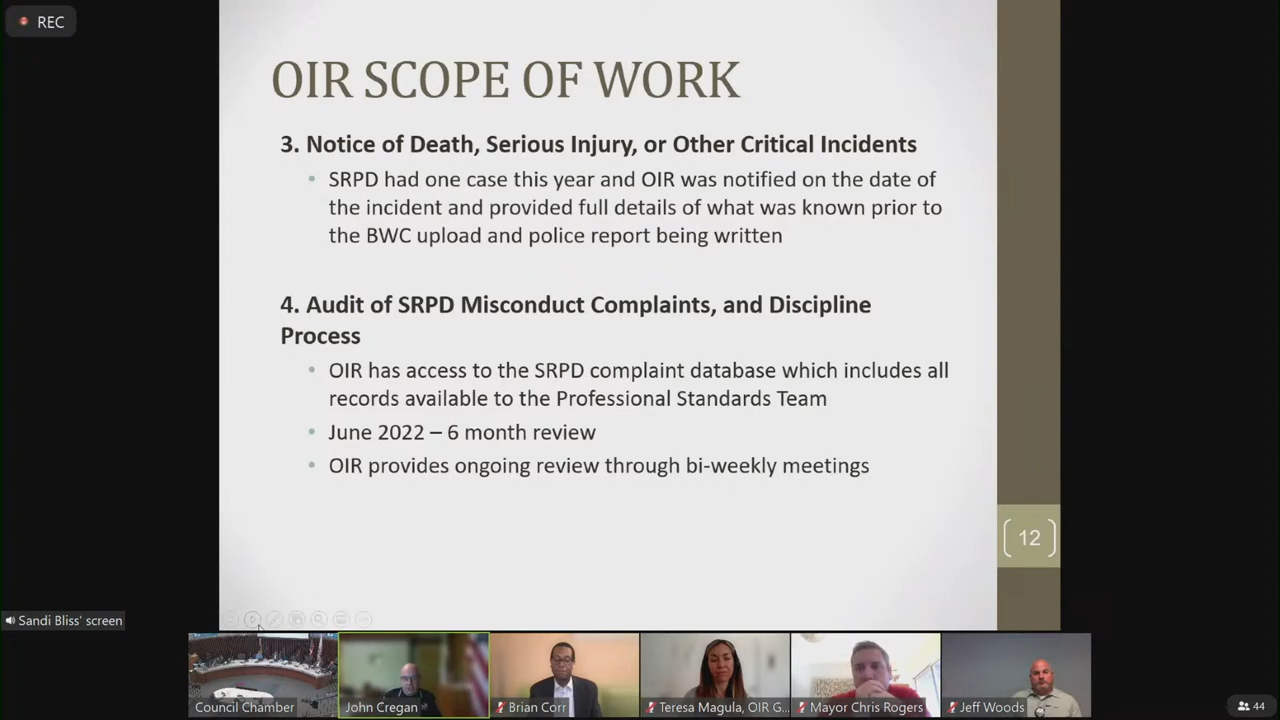 REC
OIR SCOPE OF WORK
3. Notice of Death, Serious Injury, or Other Critical Incidents
• SRPD had one case this year and OIR was notified on the date of
the incident and provided full details of what was known prior to
the BWC upload and police report being written
4. Audit of SRPD Misconduct Complaints, and Discipline
Process
• OIR has access to the SRPD complaint database which includes all
records available to the Professional Standards Team
• June 2022 – 6 month review
• OIR provides ongoing review through bi-weekly meetings
12
Sandi Bliss' screen
Council Chamber
John Cregan
Brian Corr
Teresa Magula, OIR G...
Mayor Chris Rogers
Jeff Woods
44